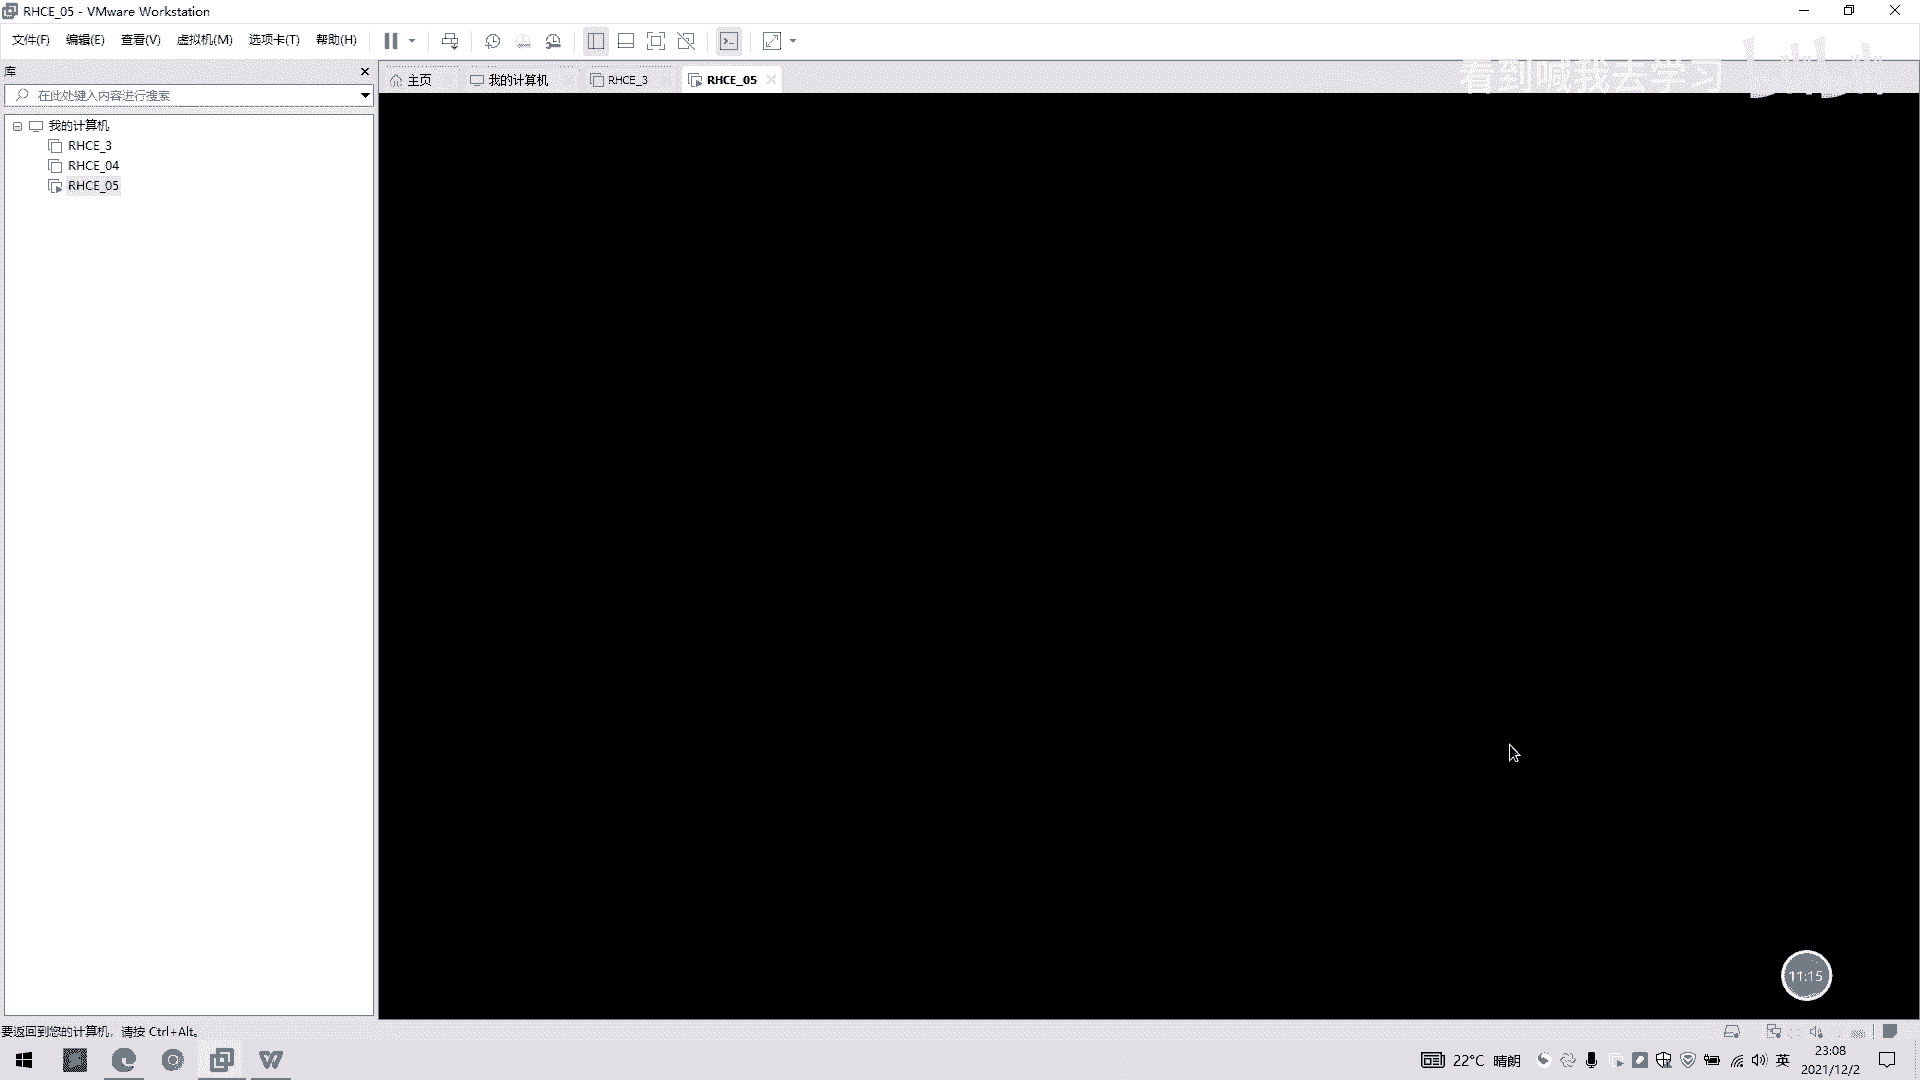 RHCE_05 - VMware Workstation
文件(F) 编辑(E) 查看(V) 虚拟机(M) 选项卡(T) 帮助(H)
看到喊我去学习 bilibili
库
主页 我的计算机 RHCE_3 RHCE_05
在此处键入内容进行搜索
我的计算机
RHCE_3
RHCE_04
RHCE_05
11:15
要返回到您的计算机，请按 Ctrl+Alt。
22°C 晴朗 英 23:08
2021/12/2